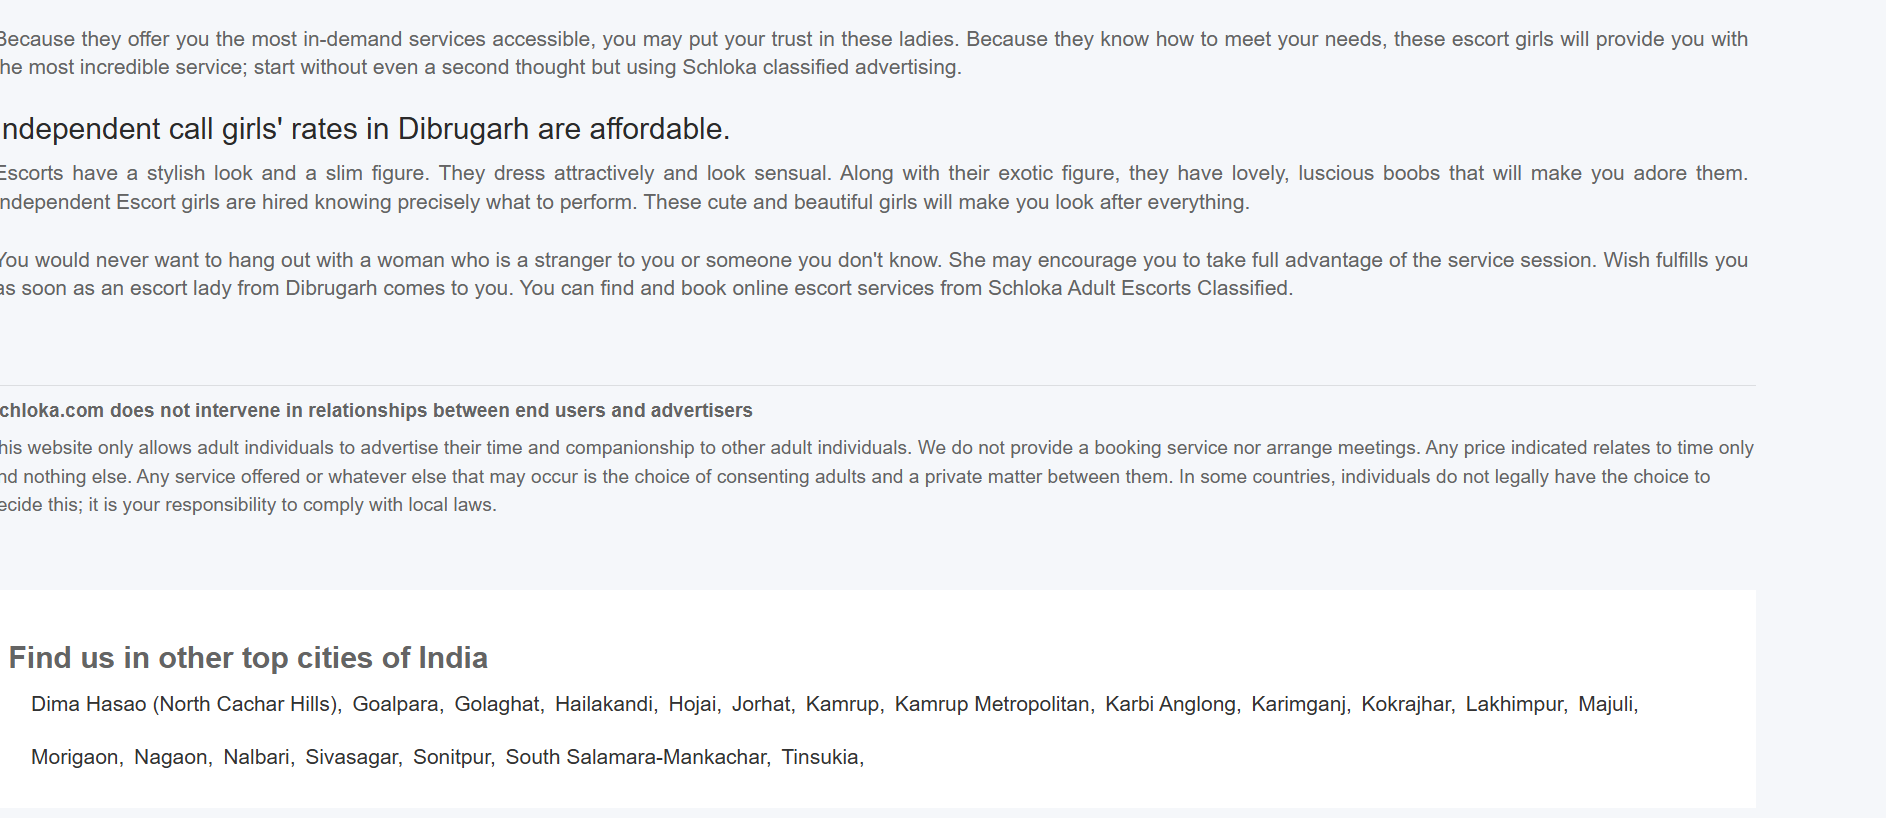 Because they offer you the most in-demand services accessible, you may put your trust in these ladies. Because they know how to meet your needs, these escort girls will provide you with
the most incredible service; start without even a second thought but using Schloka classified advertising.
Independent call girls' rates in Dibrugarh are affordable.
Escorts have a stylish look and a slim figure. They dress attractively and look sensual. Along with their exotic figure, they have lovely, luscious boobs that will make you adore them.
Independent Escort girls are hired knowing precisely what to perform. These cute and beautiful girls will make you look after everything.
You would never want to hang out with a woman who is a stranger to you or someone you don't know. She may encourage you to take full advantage of the service session. Wish fulfills you
as soon as an escort lady from Dibrugarh comes to you. You can find and book online escort services from Schloka Adult Escorts Classified.
chloka.com does not intervene in relationships between end users and advertisers
his website only allows adult individuals to advertise their time and companionship to other adult individuals. We do not provide a booking service nor arrange meetings. Any price indicated relates to time only
nd nothing else. Any service offered or whatever else that may occur is the choice of consenting adults and a private matter between them. In some countries, individuals do not legally have the choice to
ecide this; it is your responsibility to comply with local laws.
Find us in other top cities of India
Dima Hasao (North Cachar Hills), Goalpara, Golaghat, Hailakandi, Hojai, Jorhat, Kamrup, Kamrup Metropolitan, Karbi Anglong, Karimganj, Kokrajhar, Lakhimpur, Majuli,
Morigaon, Nagaon, Nalbari, Sivasagar, Sonitpur, South Salamara-Mankachar, Tinsukia,